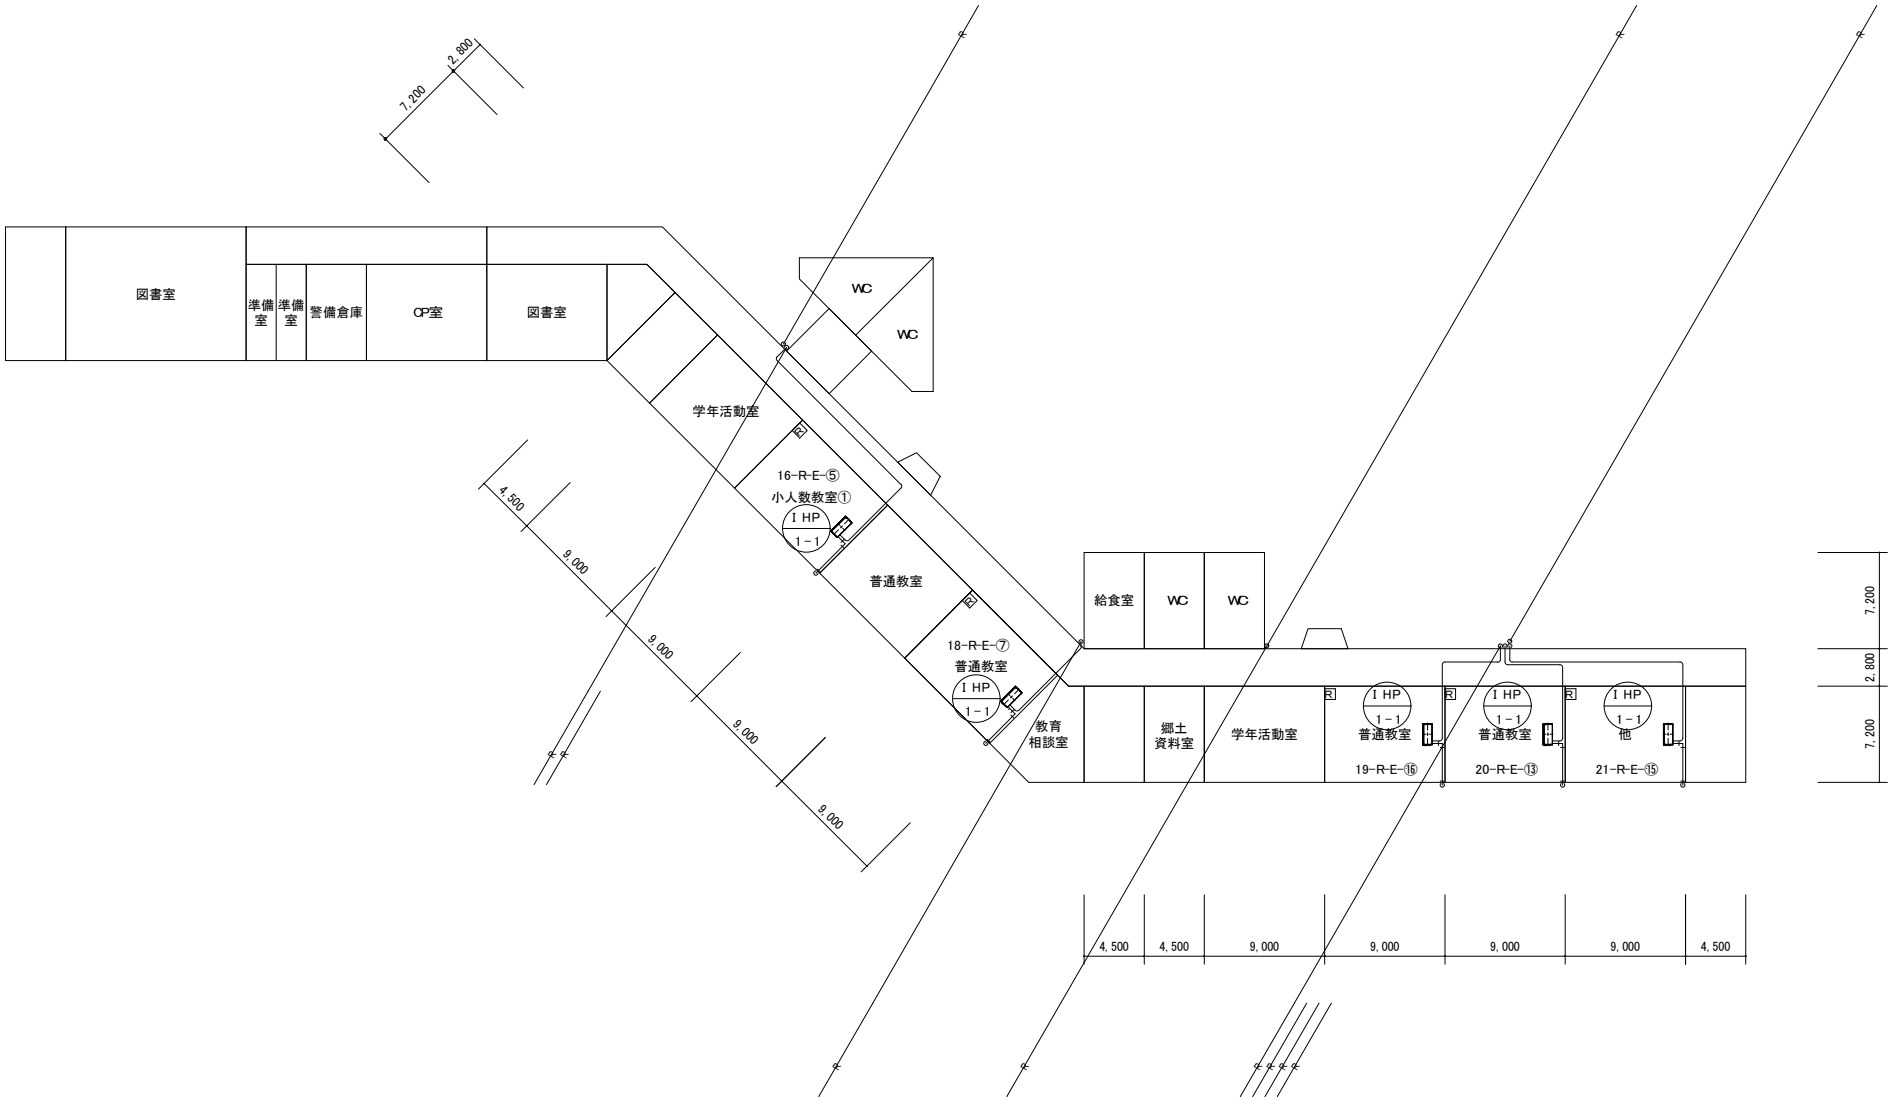 R
R
R
2,800
7,200
図書室
準備
室
準備
室
警備倉庫
CP室
図書室
WC
WC
学年活動室
R
16-R-E-⑤
小人数教室①
I HP
1-1
普通教室
R
18-R-E-⑦
普通教室
I HP
1-1
教育
相談室
4,500
9,000
9,000
9,000
9,000
R
R
給食室
WC
WC
郷土
資料室
学年活動室
R
I HP
1-1
普通教室
19-R-E-⑯
R
I HP
1-1
普通教室
20-R-E-⑬
R
I HP
1-1
他
21-R-E-⑮
7,200
2,800
7,200
4,500
4,500
9,000
9,000
9,000
9,000
4,500
R
R
R
R
R
R